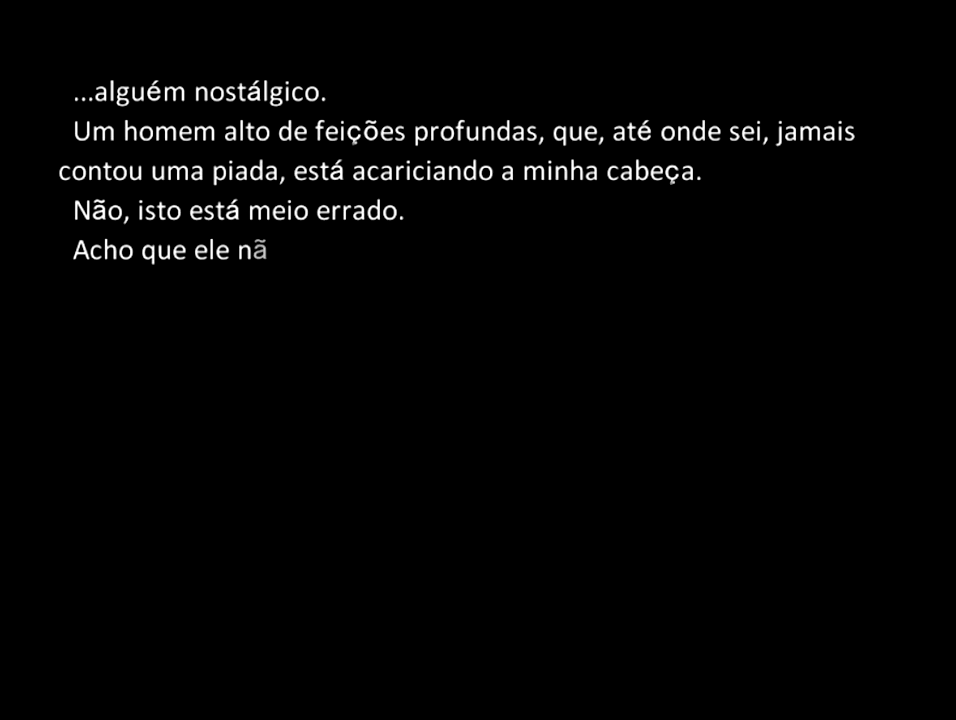 ...alguém nostálgico.
Um homem alto de feições profundas, que, até onde sei, jamais
contou uma piada, está acariciando a minha cabeça.
Não, isto está meio errado.
Acho que ele nã